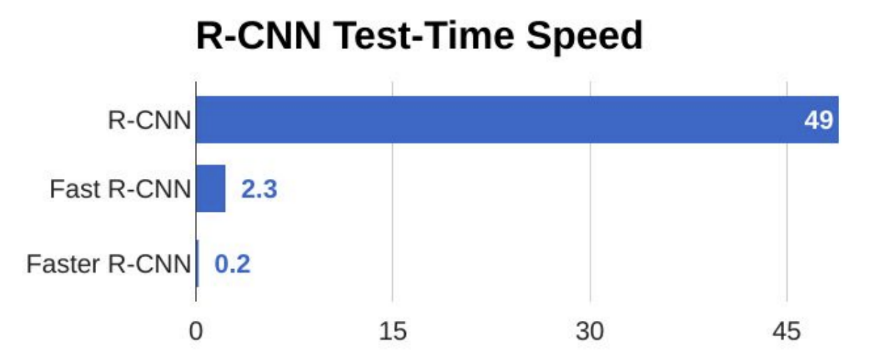 R-CNN Test-Time Speed
R-CNN 49
Fast R-CNN 2.3
Faster R-CNN 0.2
0 15 30 45